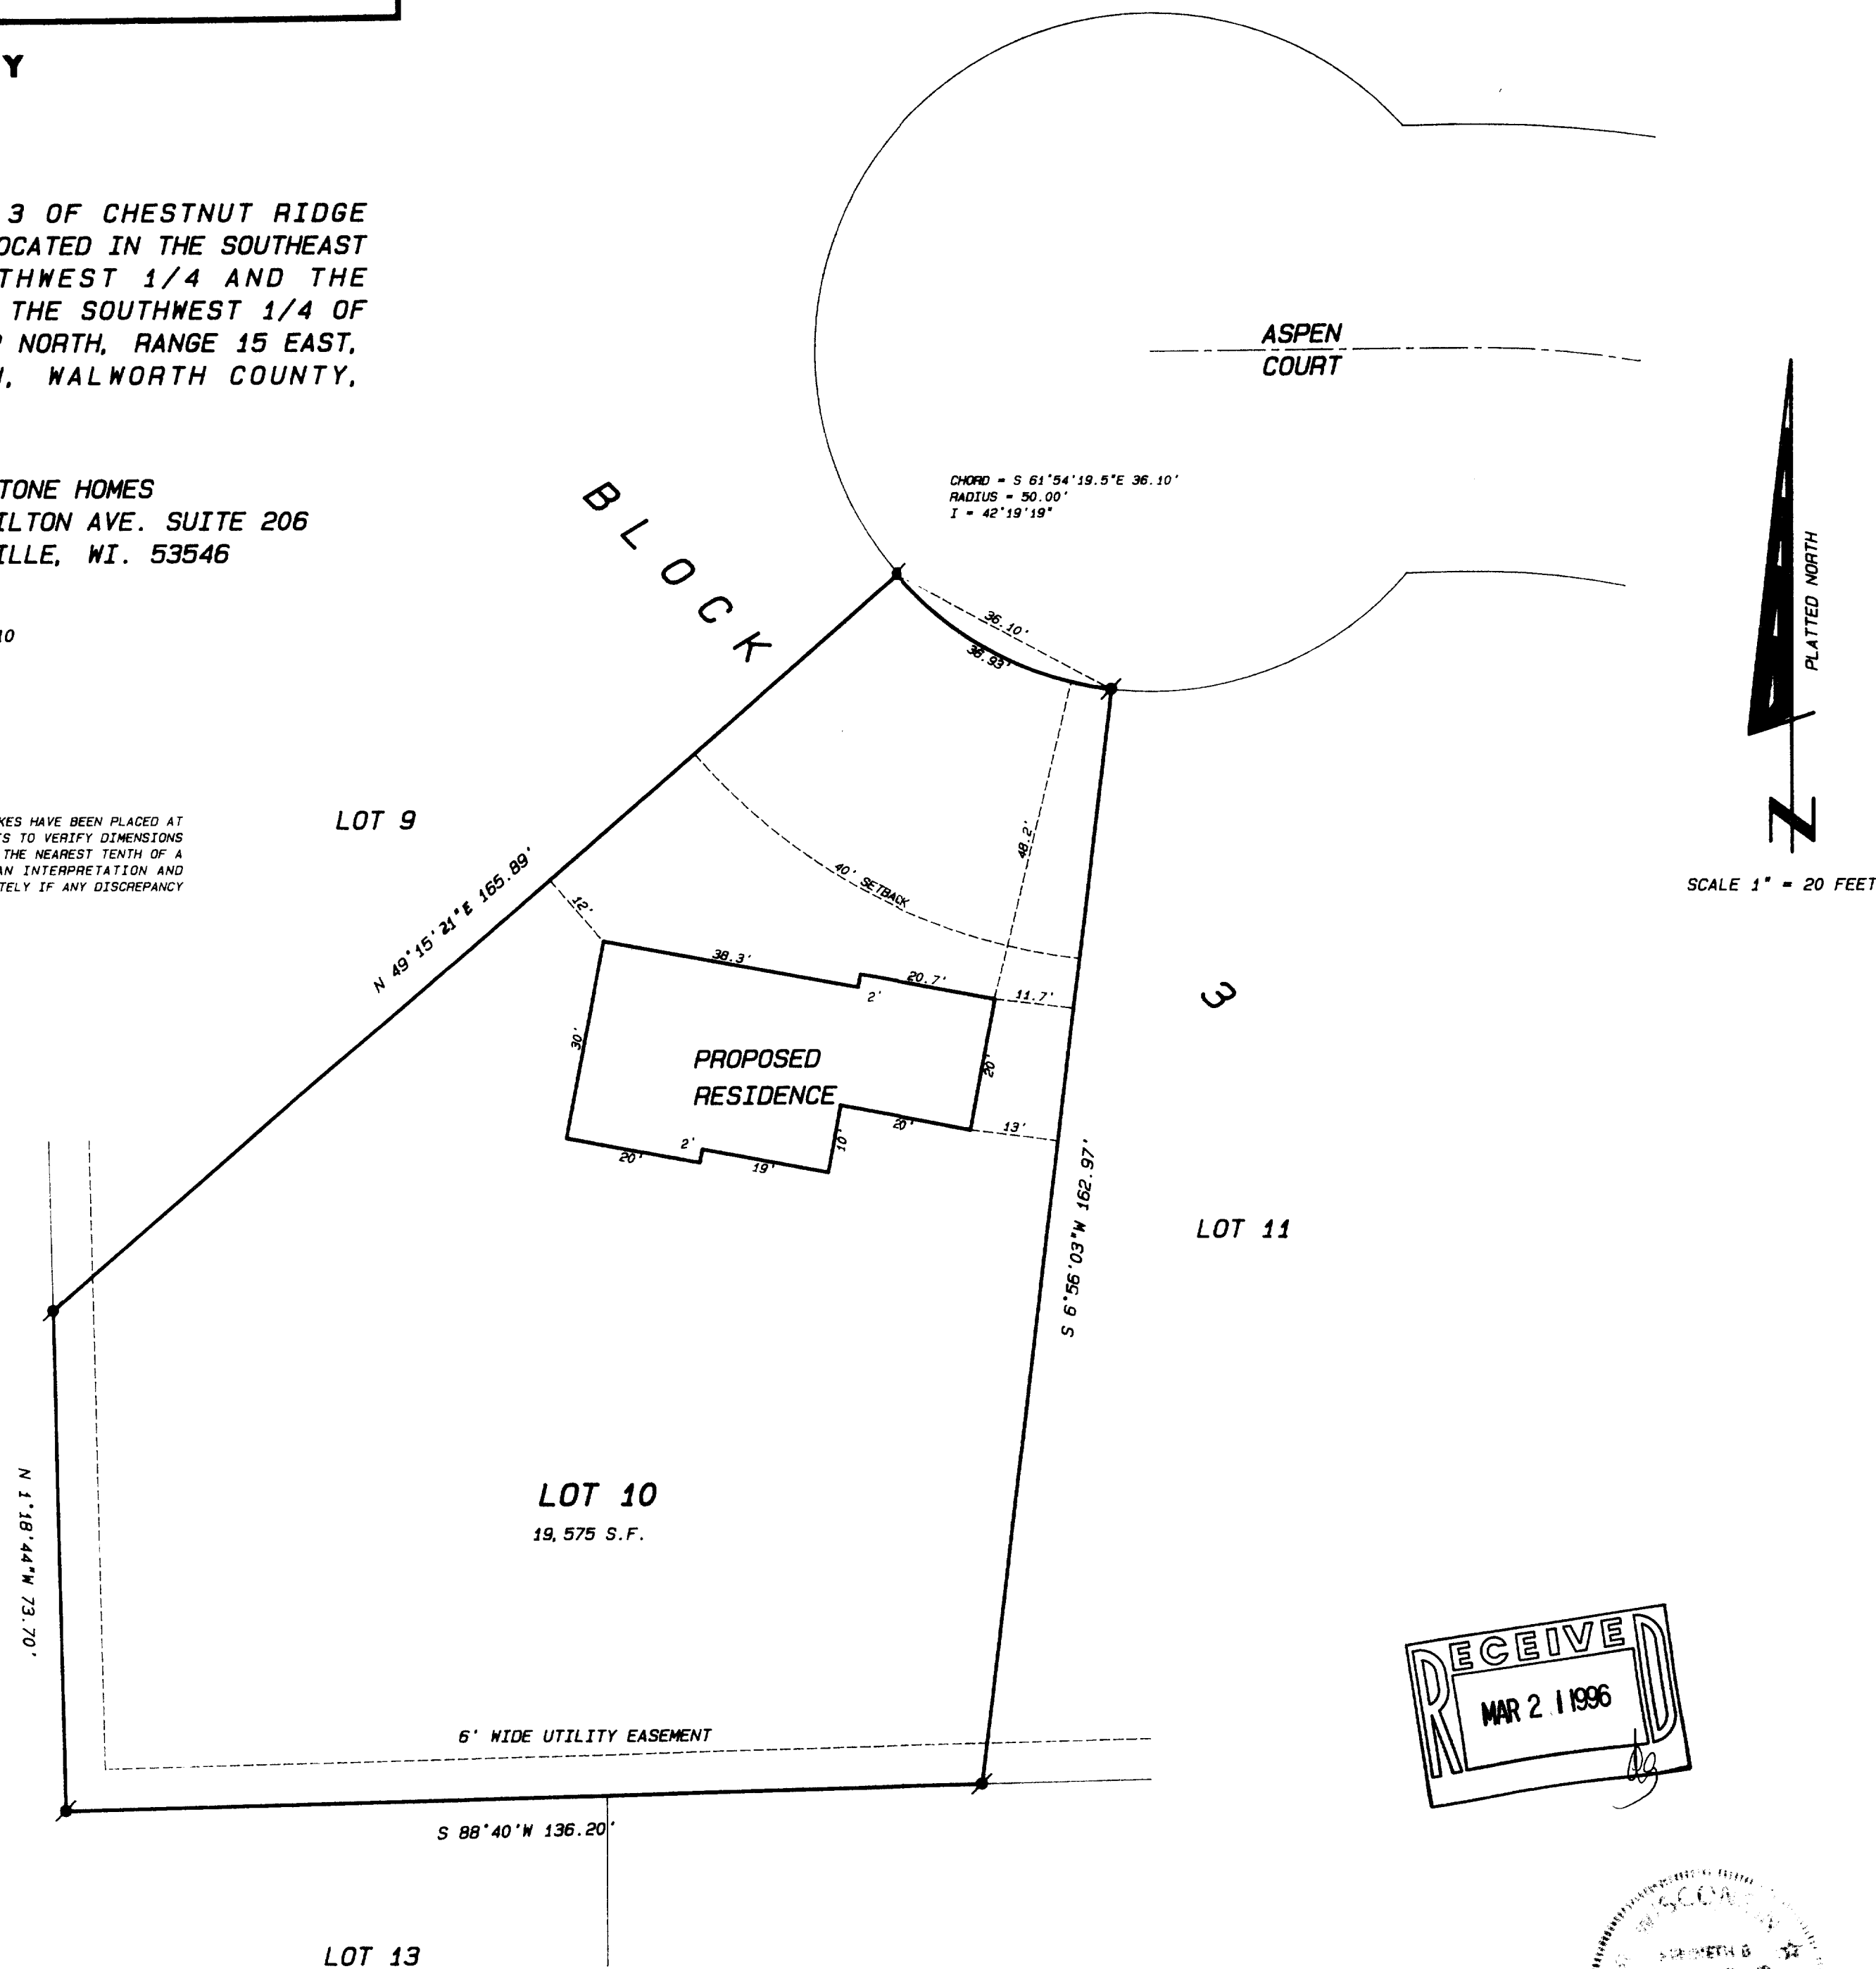 Y
3 OF CHESTNUT RIDGE
OCATED IN THE SOUTHEAST
THWEST 1/4 AND THE
THE SOUTHWEST 1/4 OF
NORTH, RANGE 15 EAST,
WALWORTH COUNTY,
TONE HOMES
ILTON AVE. SUITE 206
ILLE, WI. 53546
10
KES HAVE BEEN PLACED AT
TS TO VERIFY DIMENSIONS
THE NEAREST TENTH OF A
AN INTERPRETATION AND
TELY IF ANY DISCREPANCY
ASPEN
COURT
CHORD = S 61°54'19.5"E 36.10'
RADIUS = 50.00'
I = 42°19'19"
BLOCK
36.10'
36.93'
PLATTED NORTH
N
SCALE 1" = 20 FEET
LOT 9
N 49°15'21"E 165.89'
12'
48.2'
40' SETBACK
38.3'
2'
20.7'
11.7'
3
30'
PROPOSED
RESIDENCE
20'
20'
2'
19'
10'
20'
13'
S 6°56'03"W 162.97'
LOT 11
N 1°18'44"W 73.70'
LOT 10
19,575 S.F.
6' WIDE UTILITY EASEMENT
S 88°40'W 136.20'
LOT 13
RECEIVED
MAR 21 1996
WISCONSIN